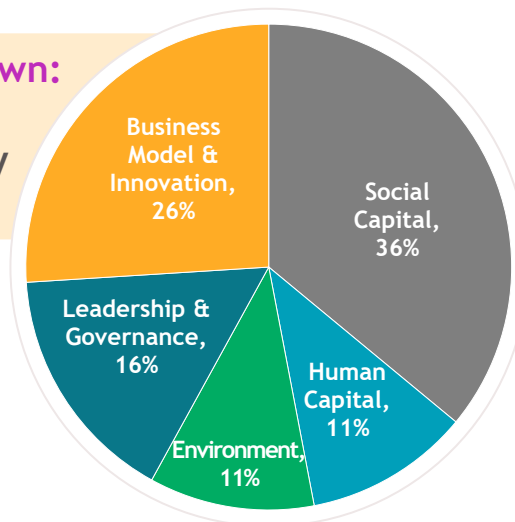 wn:
y
Business
Model &
Innovation,
26%
Social
Capital,
36%
Leadership &
Governance,
16%
Human
Capital,
11%
Environment,
11%